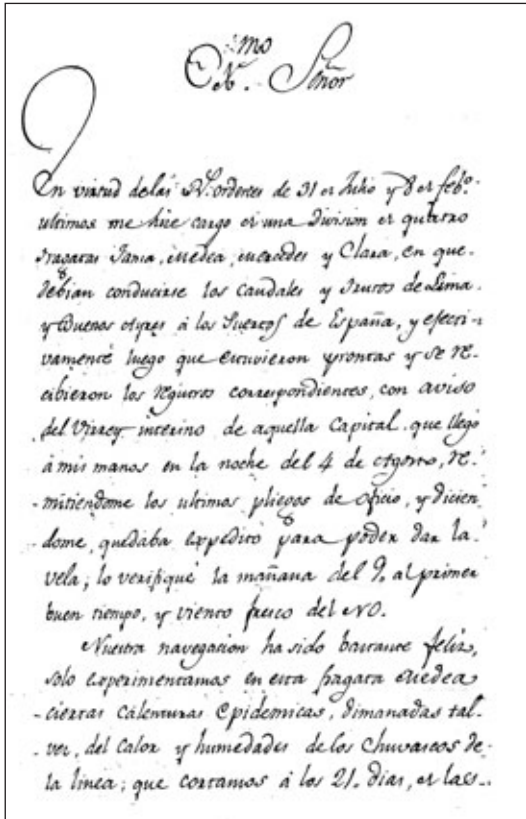 Exmo. Señor
En virtud de las Rs. ordenes de 31 de Julio y 8 de feb.o
ultimos me hize cargo de una Division de quatro
fragatas Fama, Medea, Mercedes y Clara, en que
debian conducirse los caudales y frutos de Lima
y Buenos Ayres à los Puertos de España, y efecti-
vamente luego que estuvieron prontas y se re-
cibieron los registros correspondientes, con aviso
del Virrey interino de aquella Capital, que llegó
à mis manos en la noche del 4 de Agosto, re-
mitiendome los ultimos pliegos de oficio, y dicien
dome, quedaba expedito para poder dar la
vela; lo verifiqué la mañana del 9. al primer
buen tiempo, y viento fresco del NO.
Nuestra navegacion ha sido bastante feliz,
solo experimentamos en esta fragata Medea
ciertas calenturas epidemicas, dimanadas tal-
vez, del calor y humedades de los chuvascos de
la linea; que cortamos à los 21. dias, de la